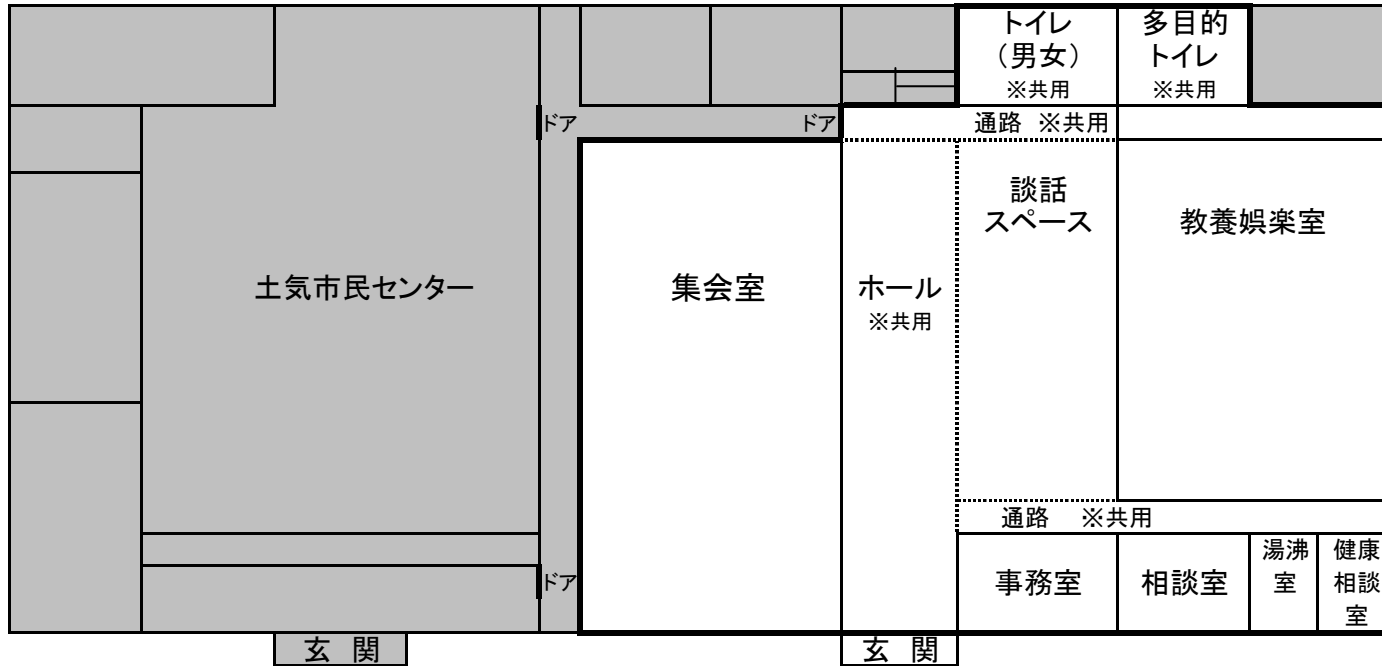 トイレ
（男女）
※共用
多目的
トイレ
※共用
ドア
ドア
通路 ※共用
談話
スペース
教養娯楽室
土気市民センター
集会室
ホール
※共用
通路 ※共用
ドア
事務室
相談室
湯沸
室
健康
相談
室
玄 関
玄 関